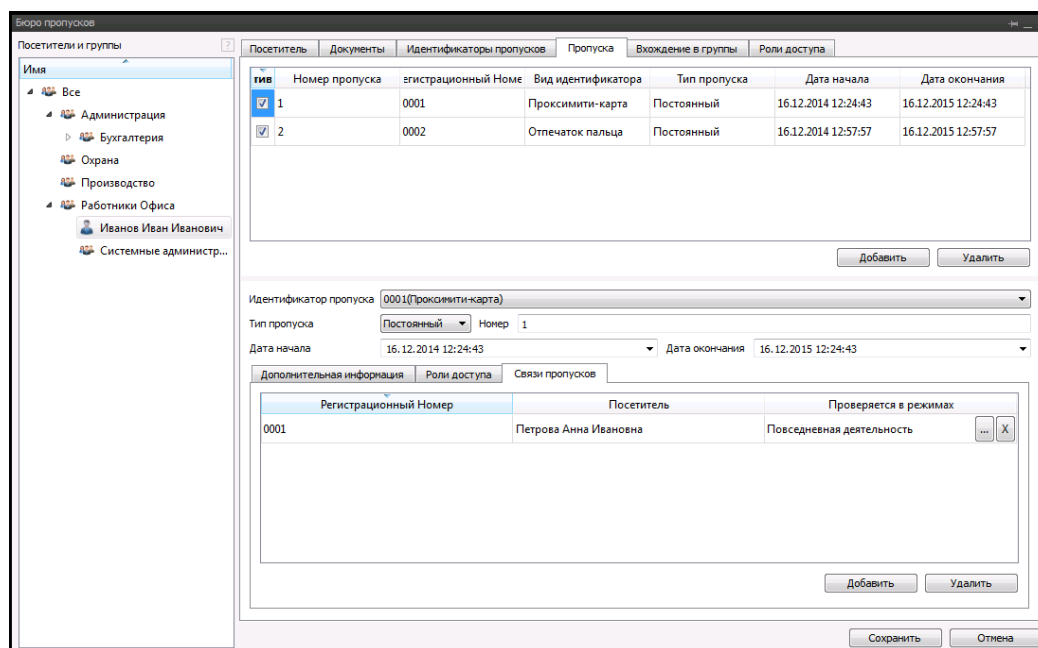 Бюро пропусков
Посетители и группы ?
Имя
Все
Администрация
Бухгалтерия
Охрана
Производство
Работники Офиса
Иванов Иван Иванович
Системные администр...
Посетитель Документы Идентификаторы пропусков Пропуска Вхождение в группы Роли доступа
тив Номер пропуска егистрационный Номе Вид идентификатора Тип пропуска Дата начала Дата окончания
1 0001 Проксимити-карта Постоянный 16.12.2014 12:24:43 16.12.2015 12:24:43
2 0002 Отпечаток пальца Постоянный 16.12.2014 12:57:57 16.12.2015 12:57:57
Добавить Удалить
Идентификатор пропуска 0001(Проксимити-карта)
Тип пропуска Постоянный Номер 1
Дата начала 16.12.2014 12:24:43 Дата окончания 16.12.2015 12:24:43
Дополнительная информация Роли доступа Связи пропусков
Регистрационный Номер Посетитель Проверяется в режимах
0001 Петрова Анна Ивановна Повседневная деятельность ... X
Добавить Удалить
Сохранить Отмена